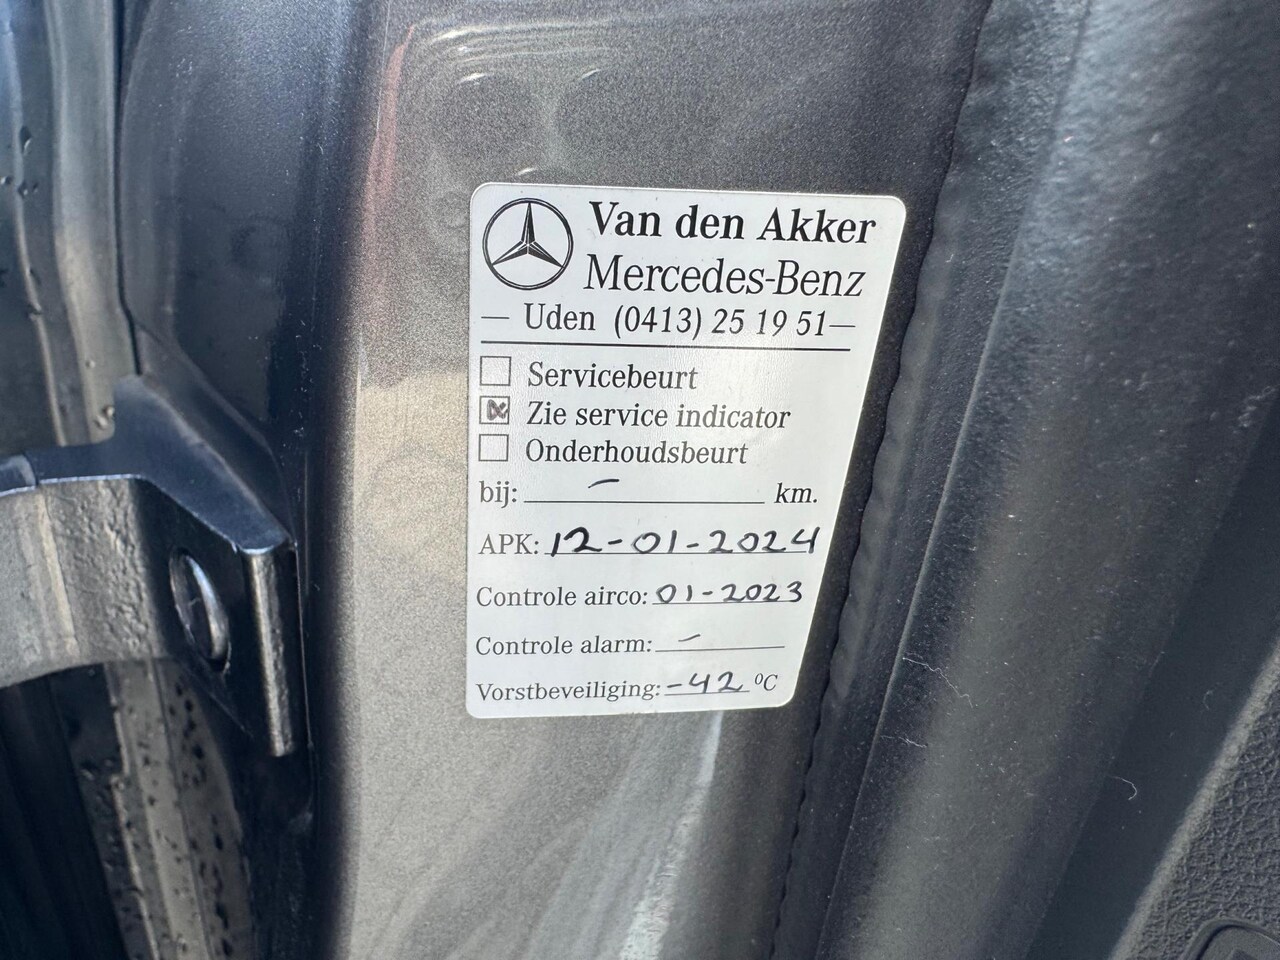 Van den Akker
Mercedes-Benz
— Uden (0413) 25 19 51—
Servicebeurt
Zie service indicator
Onderhoudsbeurt
bij: – km.
APK: 12-01-2024
Controle airco: 01-2023
Controle alarm: –
Vorstbeveiliging: -42 ºC